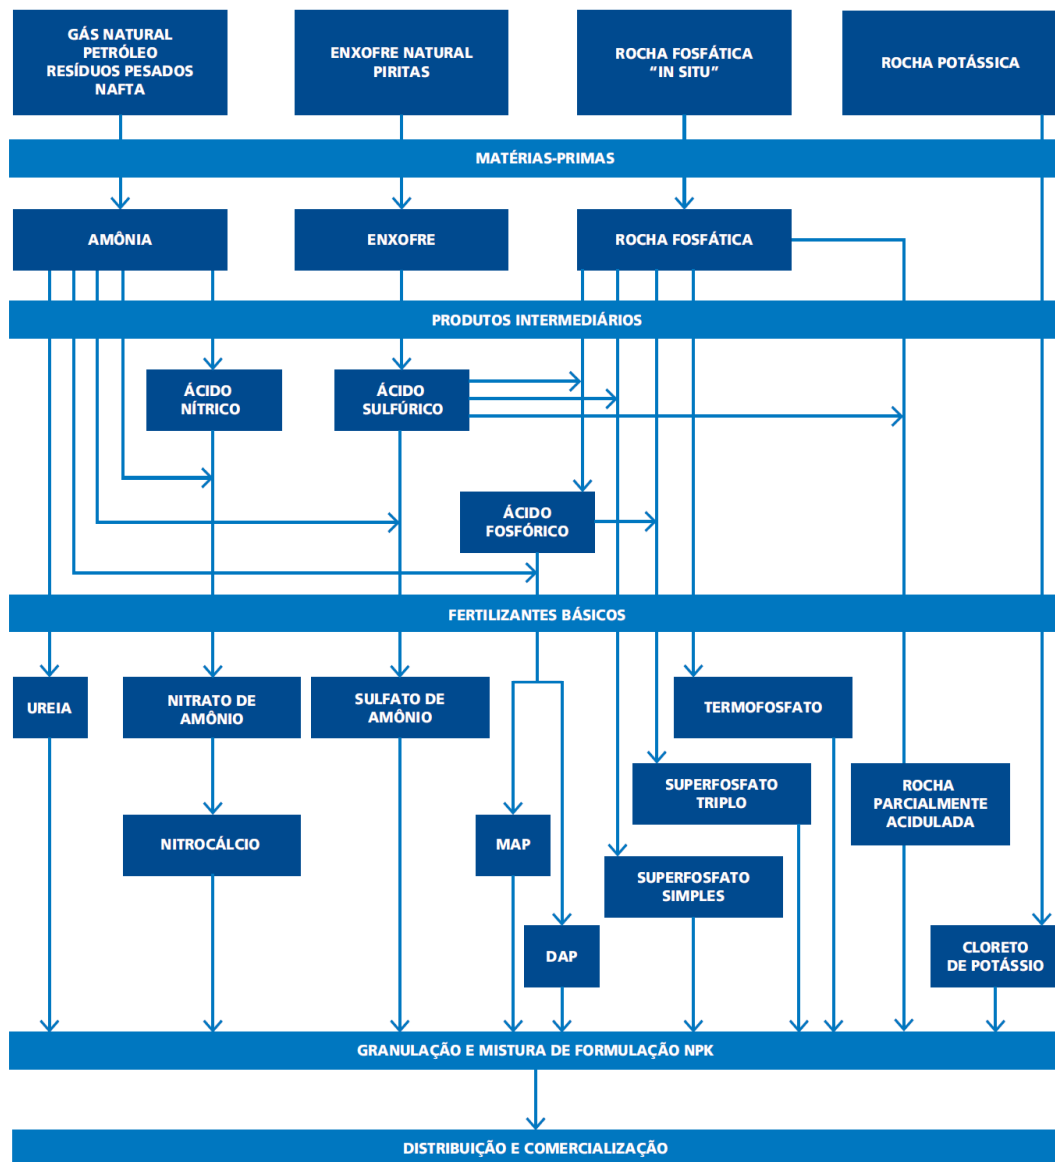 GÁS NATURAL
PETRÓLEO
RESÍDUOS PESADOS
NAFTA
ENXOFRE NATURAL
PIRITAS
ROCHA FOSFÁTICA
“IN SITU”
ROCHA POTÁSSICA
MATÉRIAS-PRIMAS
AMÔNIA
ENXOFRE
ROCHA FOSFÁTICA
PRODUTOS INTERMEDIÁRIOS
ÁCIDO
NÍTRICO
ÁCIDO
SULFÚRICO
ÁCIDO
FOSFÓRICO
FERTILIZANTES BÁSICOS
UREIA
NITRATO DE
AMÔNIO
SULFATO DE
AMÔNIO
TERMOFOSFATO
SUPERFOSFATO
TRIPLO
ROCHA
PARCIALMENTE
ACIDULADA
NITROCÁLCIO
MAP
SUPERFOSFATO
SIMPLES
DAP
CLORETO
DE POTÁSSIO
GRANULAÇÃO E MISTURA DE FORMULAÇÃO NPK
DISTRIBUIÇÃO E COMERCIALIZAÇÃO